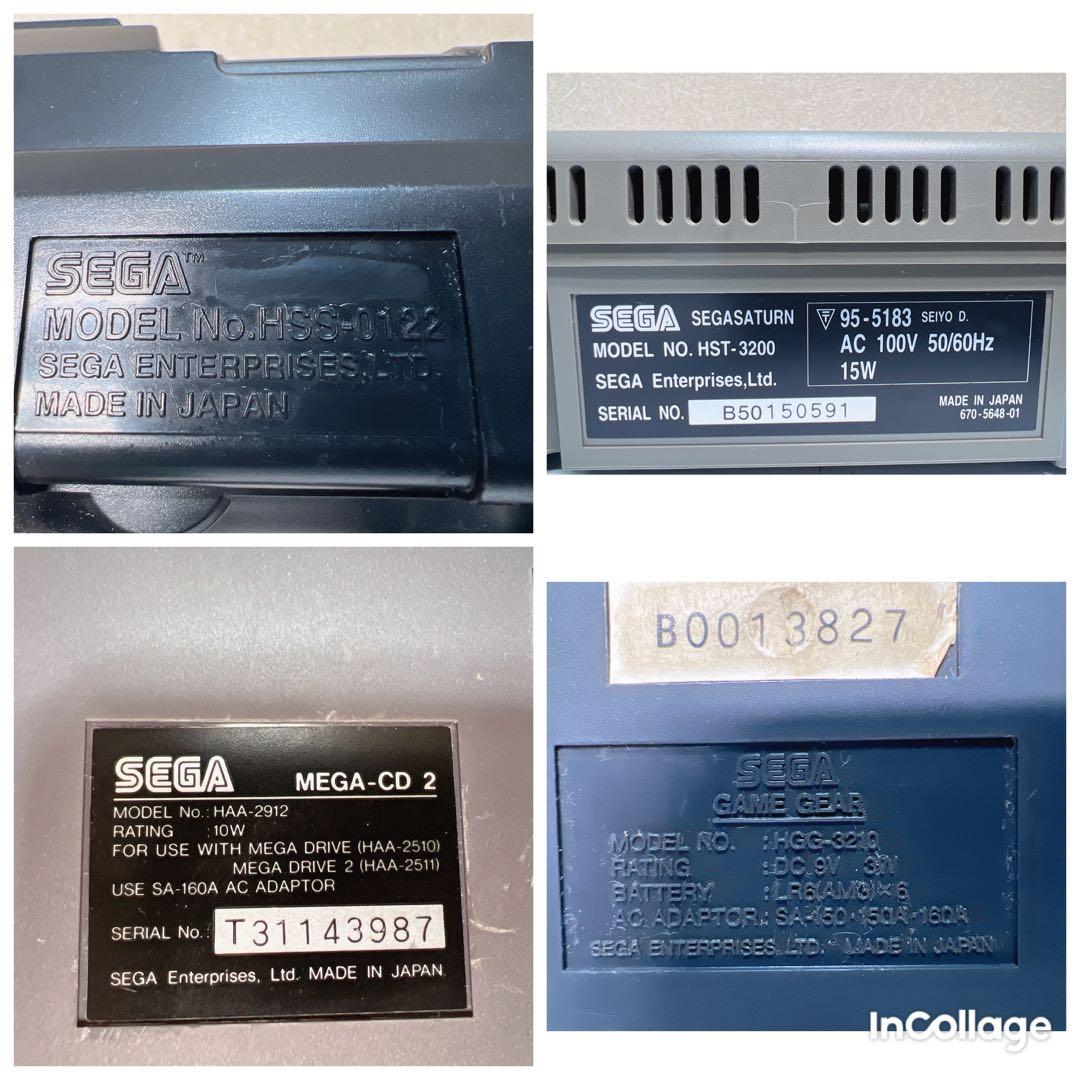 SEGA™
MODEL No.HSS-0122
SEGA ENTERPRISES,LTD.
MADE IN JAPAN
SEGA SEGASATURN
MODEL NO. HST-3200
SEGA Enterprises,Ltd.
SERIAL NO. B50150591
95-5183 SEIYO D.
AC 100V 50/60Hz
15W
MADE IN JAPAN
670-5648-01
SEGA MEGA-CD 2
MODEL No.: HAA-2912
RATING : 10W
FOR USE WITH MEGA DRIVE (HAA-2510)
MEGA DRIVE 2 (HAA-2511)
USE SA-160A AC ADAPTOR
SERIAL No.: T31143987
SEGA Enterprises, Ltd. MADE IN JAPAN
B0013827
SEGA
GAME GEAR
MODEL NO. : HGG-3210
RATING : DC 9V 3W
BATTERY : LR6(AM3)×6
AC ADAPTOR : SA-150·150A·160A
SEGA ENTERPRISES,LTD. MADE IN JAPAN
InCollage